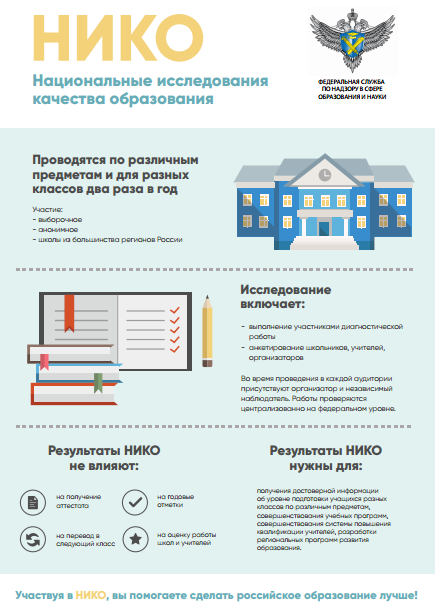 НИКО
Национальные исследования
качества образования
ФЕДЕРАЛЬНАЯ СЛУЖБА
ПО НАДЗОРУ В СФЕРЕ
ОБРАЗОВАНИЯ И НАУКИ
Проводятся по различным
предметам и для разных
классов два раза в год
Участие:
- выборочное
- анонимное
- школы из большинства регионов России
Исследование
включает:
- выполнение участниками диагностической
работы
- анкетирование школьников, учителей,
организаторов
Во время проведения в каждой аудитории
присутствуют организатор и независимый
наблюдатель. Работы проверяются
централизованно на федеральном уровне.
Результаты НИКО
не влияют:
на получение
аттестата
на годовые
отметки
на перевод в
следующий класс
на оценку работы
школ и учителей
Результаты НИКО
нужны для:
получения достоверной информации
об уровне подготовки учащихся разных
классов по различным предметам,
совершенствования учебных программ,
совершенствования системы повышения
квалификации учителей, разработки
региональных программ развития
образования.
Участвуя в НИКО, вы помогаете сделать российское образование лучше!